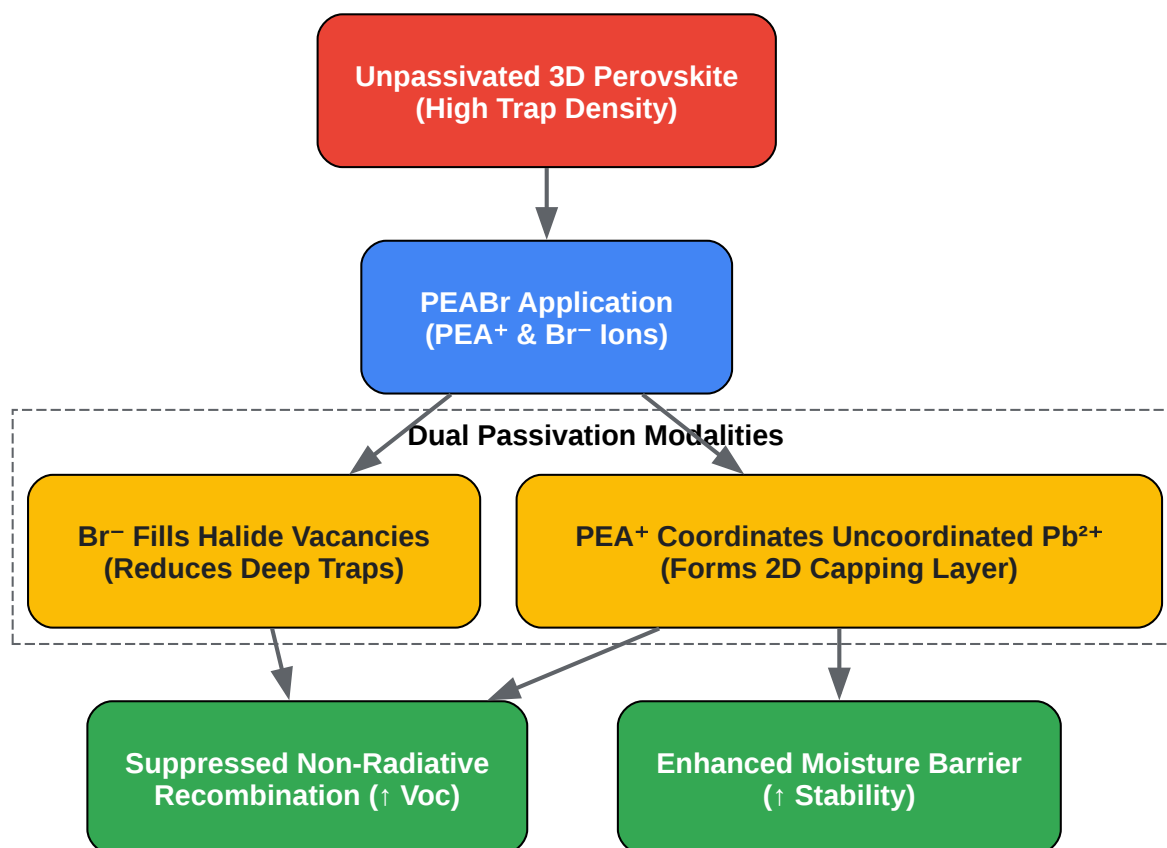 Unpassivated 3D Perovskite
(High Trap Density)
PEABr Application
(PEA⁺ & Br⁻ Ions)
Dual Passivation Modalities
Br⁻ Fills Halide Vacancies
(Reduces Deep Traps)
PEA⁺ Coordinates Uncoordinated Pb²⁺
(Forms 2D Capping Layer)
Suppressed Non-Radiative
Recombination (↑ Voc)
Enhanced Moisture Barrier
(↑ Stability)